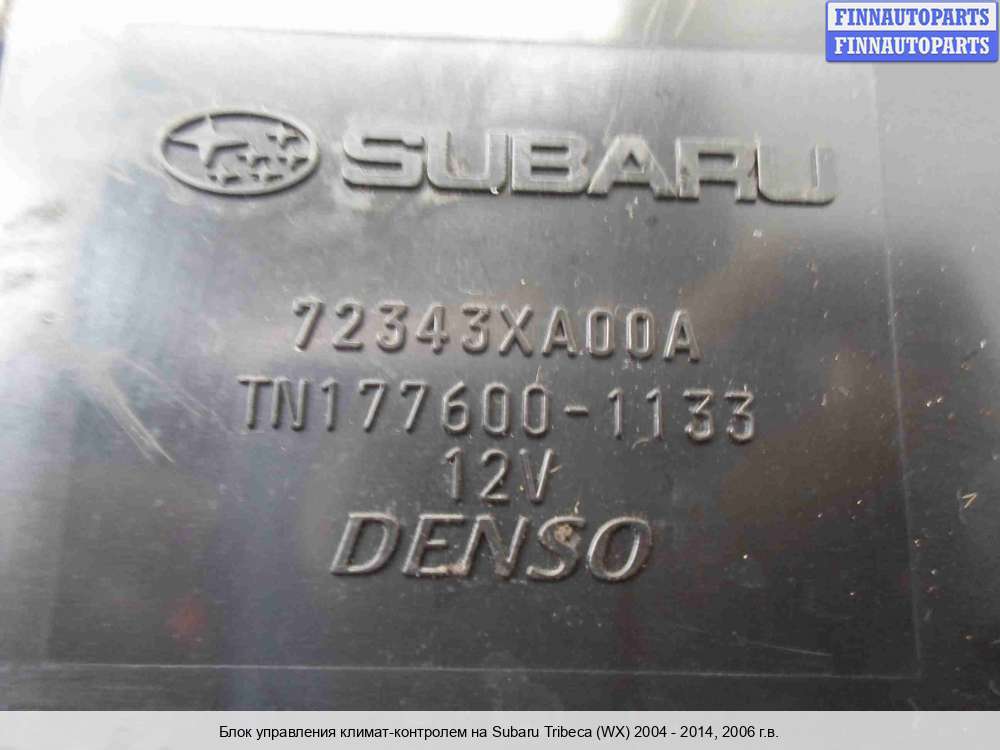 FINNAUTOPARTS
FINNAUTOPARTS
SUBARU
72343XA00A
TN177600-1133
12V
DENSO
Блок управления климат-контролем на Subaru Tribeca (WX) 2004 - 2014, 2006 г.в.